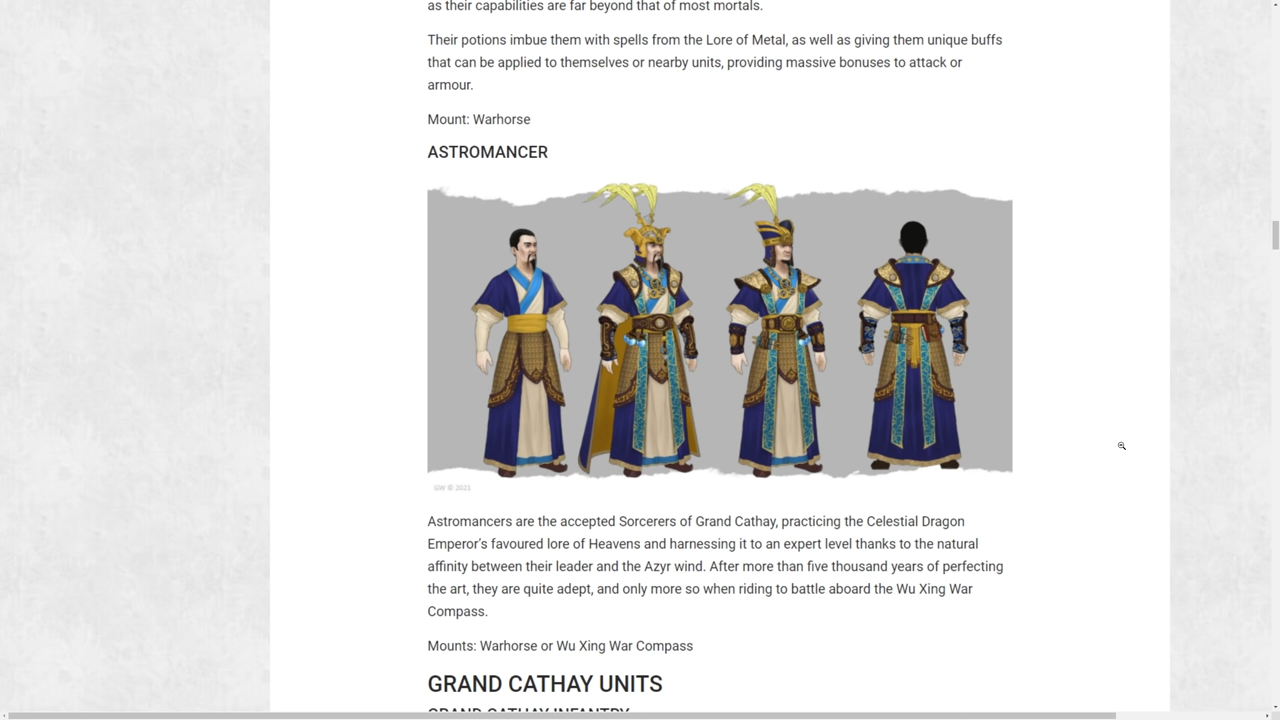 as their capabilities are far beyond that of most mortals.
Their potions imbue them with spells from the Lore of Metal, as well as giving them unique buffs
that can be applied to themselves or nearby units, providing massive bonuses to attack or
armour.
Mount: Warhorse
ASTROMANCER
GW © 2021
Astromancers are the accepted Sorcerers of Grand Cathay, practicing the Celestial Dragon
Emperor's favoured lore of Heavens and harnessing it to an expert level thanks to the natural
affinity between their leader and the Azyr wind. After more than five thousand years of perfecting
the art, they are quite adept, and only more so when riding to battle aboard the Wu Xing War
Compass.
Mounts: Warhorse or Wu Xing War Compass
GRAND CATHAY UNITS
GRAND CATHAY INFANTRY